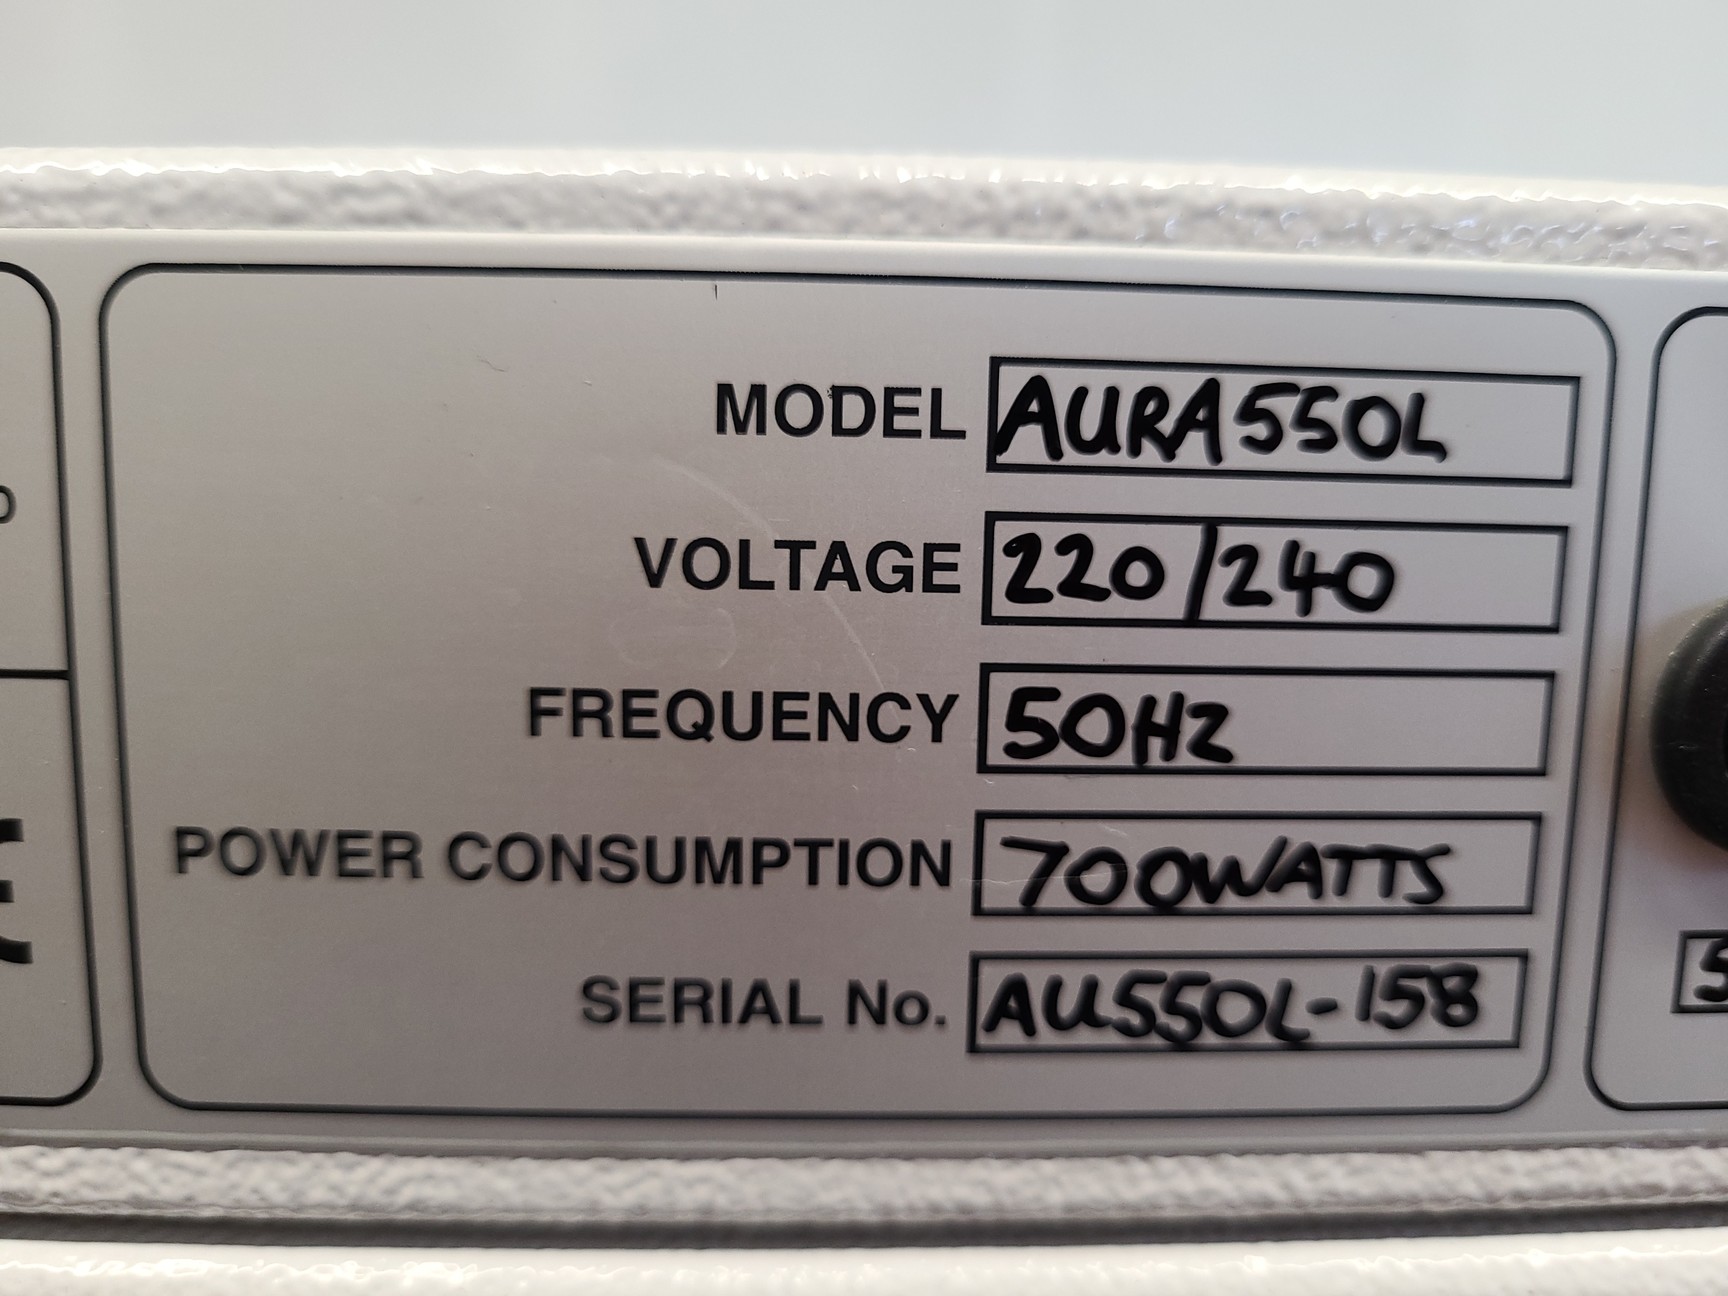 MODEL AURA550L
VOLTAGE 220/240
FREQUENCY 50HZ
POWER CONSUMPTION 700WATTS
SERIAL No. AU550L-158